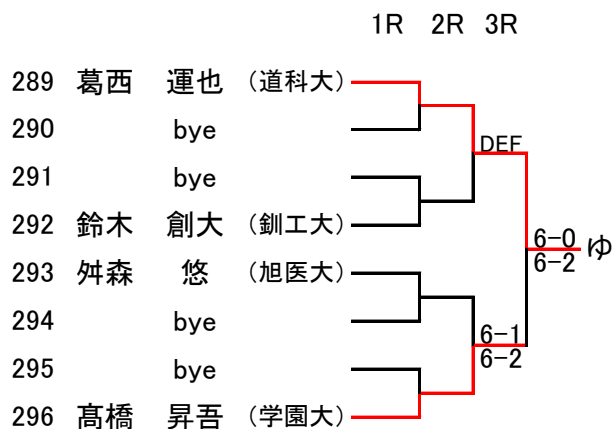 1R 2R 3R
289 葛西 運也 (道科大)
290 bye
DEF
291 bye
292 鈴木 創大 (釧工大)
6-0
ゆ
6-2
293 舛森 悠 (旭医大)
294 bye
6-1
6-2
295 bye
296 髙橋 昇吾 (学園大)